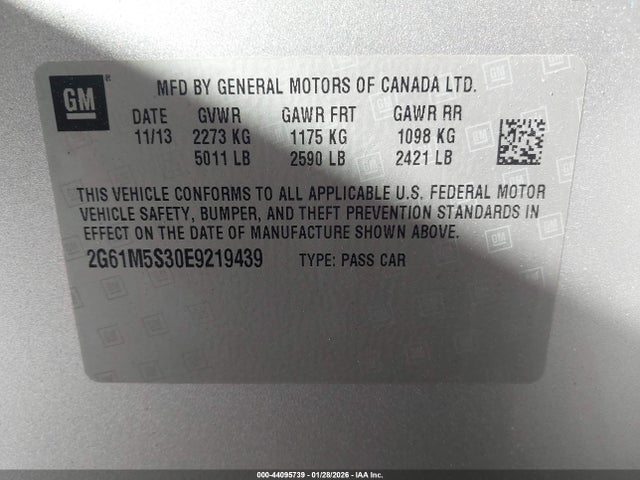 GM
MFD BY GENERAL MOTORS OF CANADA LTD.
DATE GVWR GAWR FRT GAWR RR
11/13 2273 KG 1175 KG 1098 KG
5011 LB 2590 LB 2421 LB
THIS VEHICLE CONFORMS TO ALL APPLICABLE U.S. FEDERAL MOTOR
VEHICLE SAFETY, BUMPER, AND THEFT PREVENTION STANDARDS IN
EFFECT ON THE DATE OF MANUFACTURE SHOWN ABOVE.
2G61M5S30E9219439 TYPE: PASS CAR
000-44095739 | 01/28/2026 | IAA Inc.